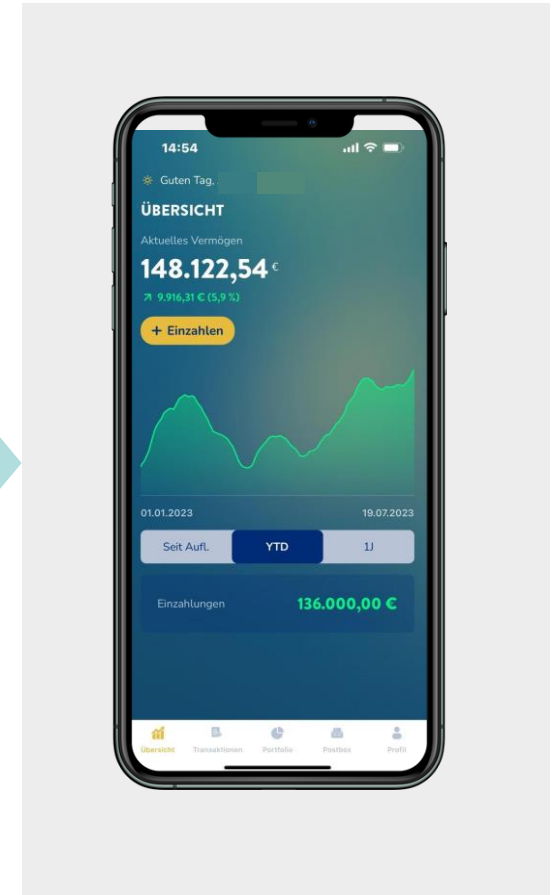 14:54
Guten Tag,
ÜBERSICHT
Aktuelles Vermögen
148.122,54 €
9.916,31 € (5,9 %)
+ Einzahlen
01.01.2023 19.07.2023
Seit Aufl. YTD 1J
Einzahlungen 136.000,00 €
Übersicht Transaktionen Portfolio Postbox Profil